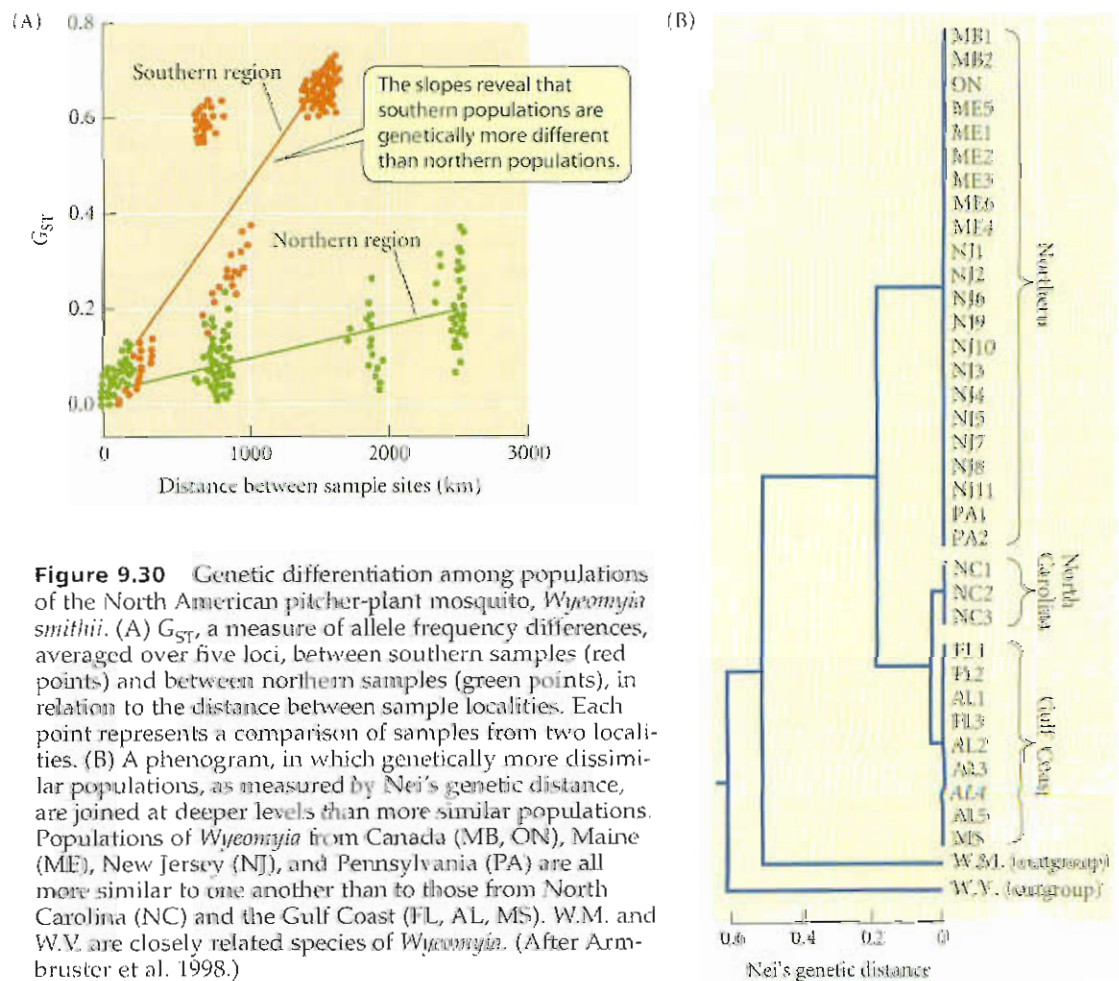 (A)
0.8
0.6
0.4
0.2
0.0
G_ST
Southern region
The slopes reveal that
southern populations are
genetically more different
than northern populations.
Northern region
0
1000
2000
3000
Distance between sample sites (km)
Figure 9.30 Genetic differentiation among populations
of the North American pitcher-plant mosquito, Wyeomyia
smithii. (A) G_ST, a measure of allele frequency differences,
averaged over five loci, between southern samples (red
points) and between northern samples (green points), in
relation to the distance between sample localities. Each
point represents a comparison of samples from two locali-
ties. (B) A phenogram, in which genetically more dissimi-
lar populations, as measured by Nei's genetic distance,
are joined at deeper levels than more similar populations.
Populations of Wyeomyia from Canada (MB, ON), Maine
(ME), New Jersey (NJ), and Pennsylvania (PA) are all
more similar to one another than to those from North
Carolina (NC) and the Gulf Coast (FL, AL, MS). W.M. and
W.V. are closely related species of Wyeomyia. (After Arm-
bruster et al. 1998.)
(B)
MB1
MB2
ON
ME5
ME1
ME2
ME3
ME6
ME4
NJ1
NJ2
NJ6
NJ9
NJ10
NJ3
NJ4
NJ5
NJ7
NJ8
NJ11
PA1
PA2
Northern
NC1
NC2
NC3
North
Carolina
FL1
FL2
AL1
FL3
AL2
AL3
AL4
AL5
MS
Gulf Coast
W.M. (outgroup)
W.V. (outgroup)
0.6
0.4
0.2
0
Nei's genetic distance